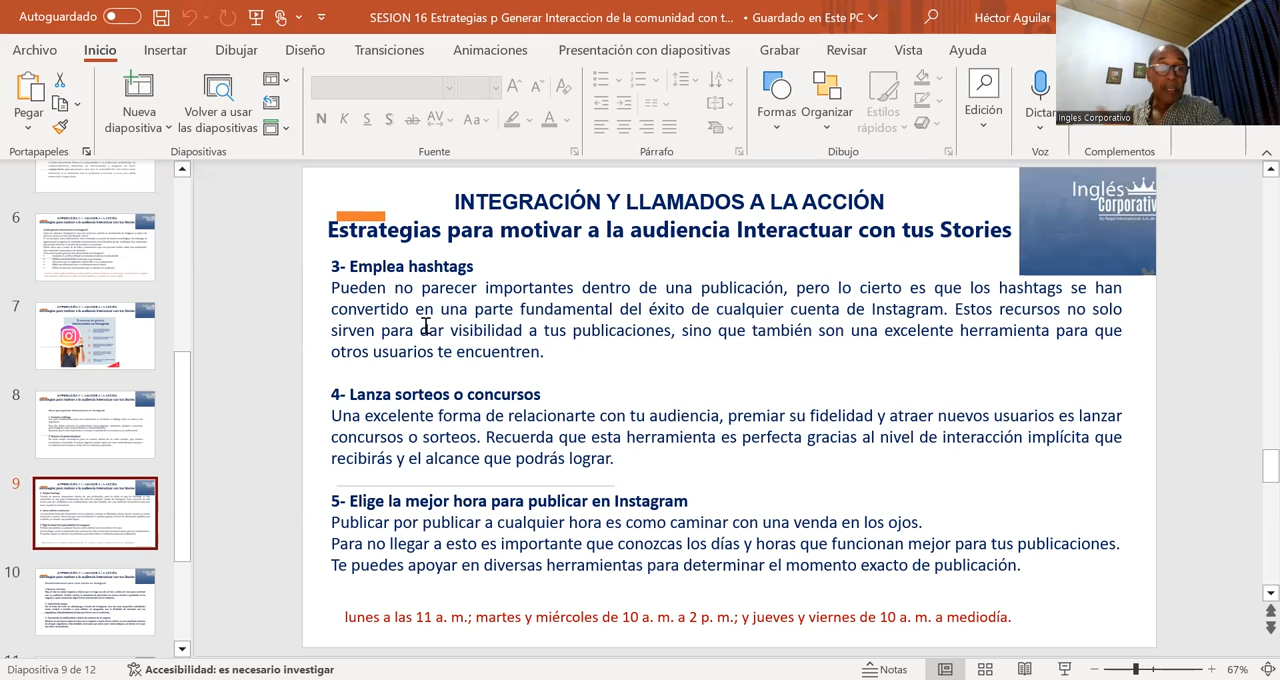 Autoguardado
SESION 16 Estrategias p Generar Interaccion de la comunidad con t... • Guardado en Este PC
Héctor Aguilar
Archivo Inicio Insertar Dibujar Diseño Transiciones Animaciones Presentación con diapositivas Grabar Revisar Vista Ayuda
Pegar
Nueva diapositiva
Volver a usar las diapositivas
N K S S ab AV Aa A
Formas
Organizar
Estilos rápidos
Edición
Dictar
Ingles Corporativo
Portapapeles Diapositivas Fuente Párrafo Dibujo Voz Complementos
6
7
8
9
10
INTEGRACIÓN Y LLAMADOS A LA ACCIÓN
Estrategias para motivar a la audiencia Interactuar con tus Stories
Inglés
Corporativ
3- Emplea hashtags
Pueden no parecer importantes dentro de una publicación, pero lo cierto es que los hashtags se han
convertido en una parte fundamental del éxito de cualquier cuenta de Instagram. Estos recursos no solo
sirven para dar visibilidad a tus publicaciones, sino que también son una excelente herramienta para que
otros usuarios te encuentren.
4- Lanza sorteos o concursos
Una excelente forma relacionarte con tu audiencia, premiar su fidelidad y atraer nuevos usuarios es lanzar
concursos o sorteos. Recuerda que esta herramienta es perfecta gracias al nivel de interacción implícita que
recibirás y el alcance que podrás lograr.
5- Elige la mejor hora para publicar en Instagram
Publicar por publicar a cualquier hora es como caminar con una venda en los ojos.
Para no llegar a esto es importante que conozcas los días y horas que funcionan mejor para tus publicaciones.
Te puedes apoyar en diversas herramientas para determinar el momento exacto de publicación.
lunes a las 11 a. m.; martes y miércoles de 10 a. m. a 2 p. m.; y jueves y viernes de 10 a. m. a mediodía.
Diapositiva 9 de 12
Accesibilidad: es necesario investigar
Notas
67%